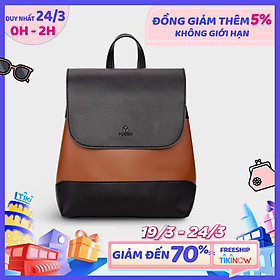 DUY NHẤT 24/3
0H - 2H
ĐỒNG GIẢM THÊM 5%
KHÔNG GIỚI HẠN
19/3 - 24/3
GIẢM ĐẾN 70%
FREESHIP
TIKINOW